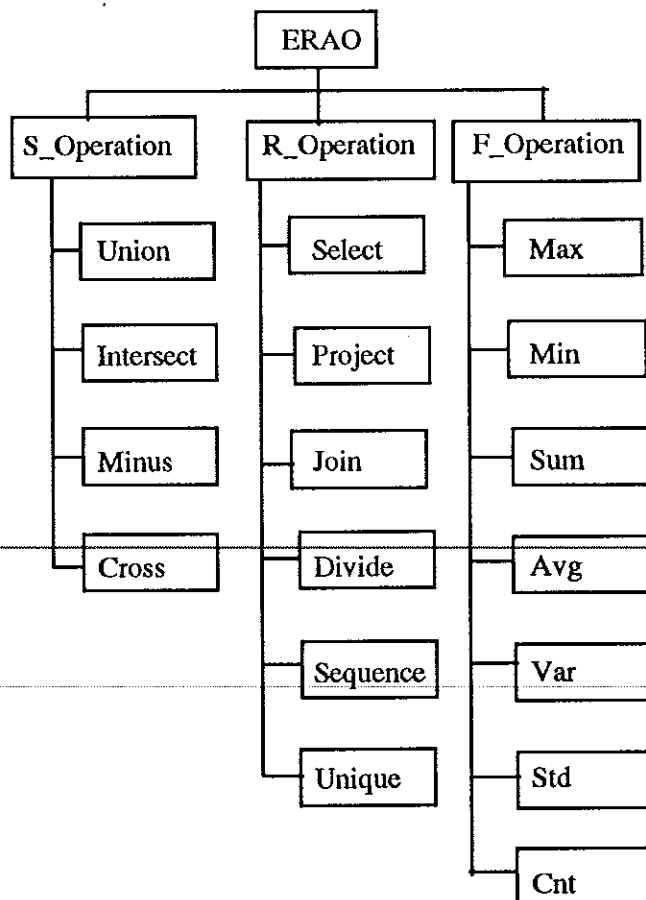 ERAO
S_Operation
Union
Intersect
Minus
Cross
R_Operation
Select
Project
Join
Divide
Sequence
Unique
F_Operation
Max
Min
Sum
Avg
Var
Std
Cnt